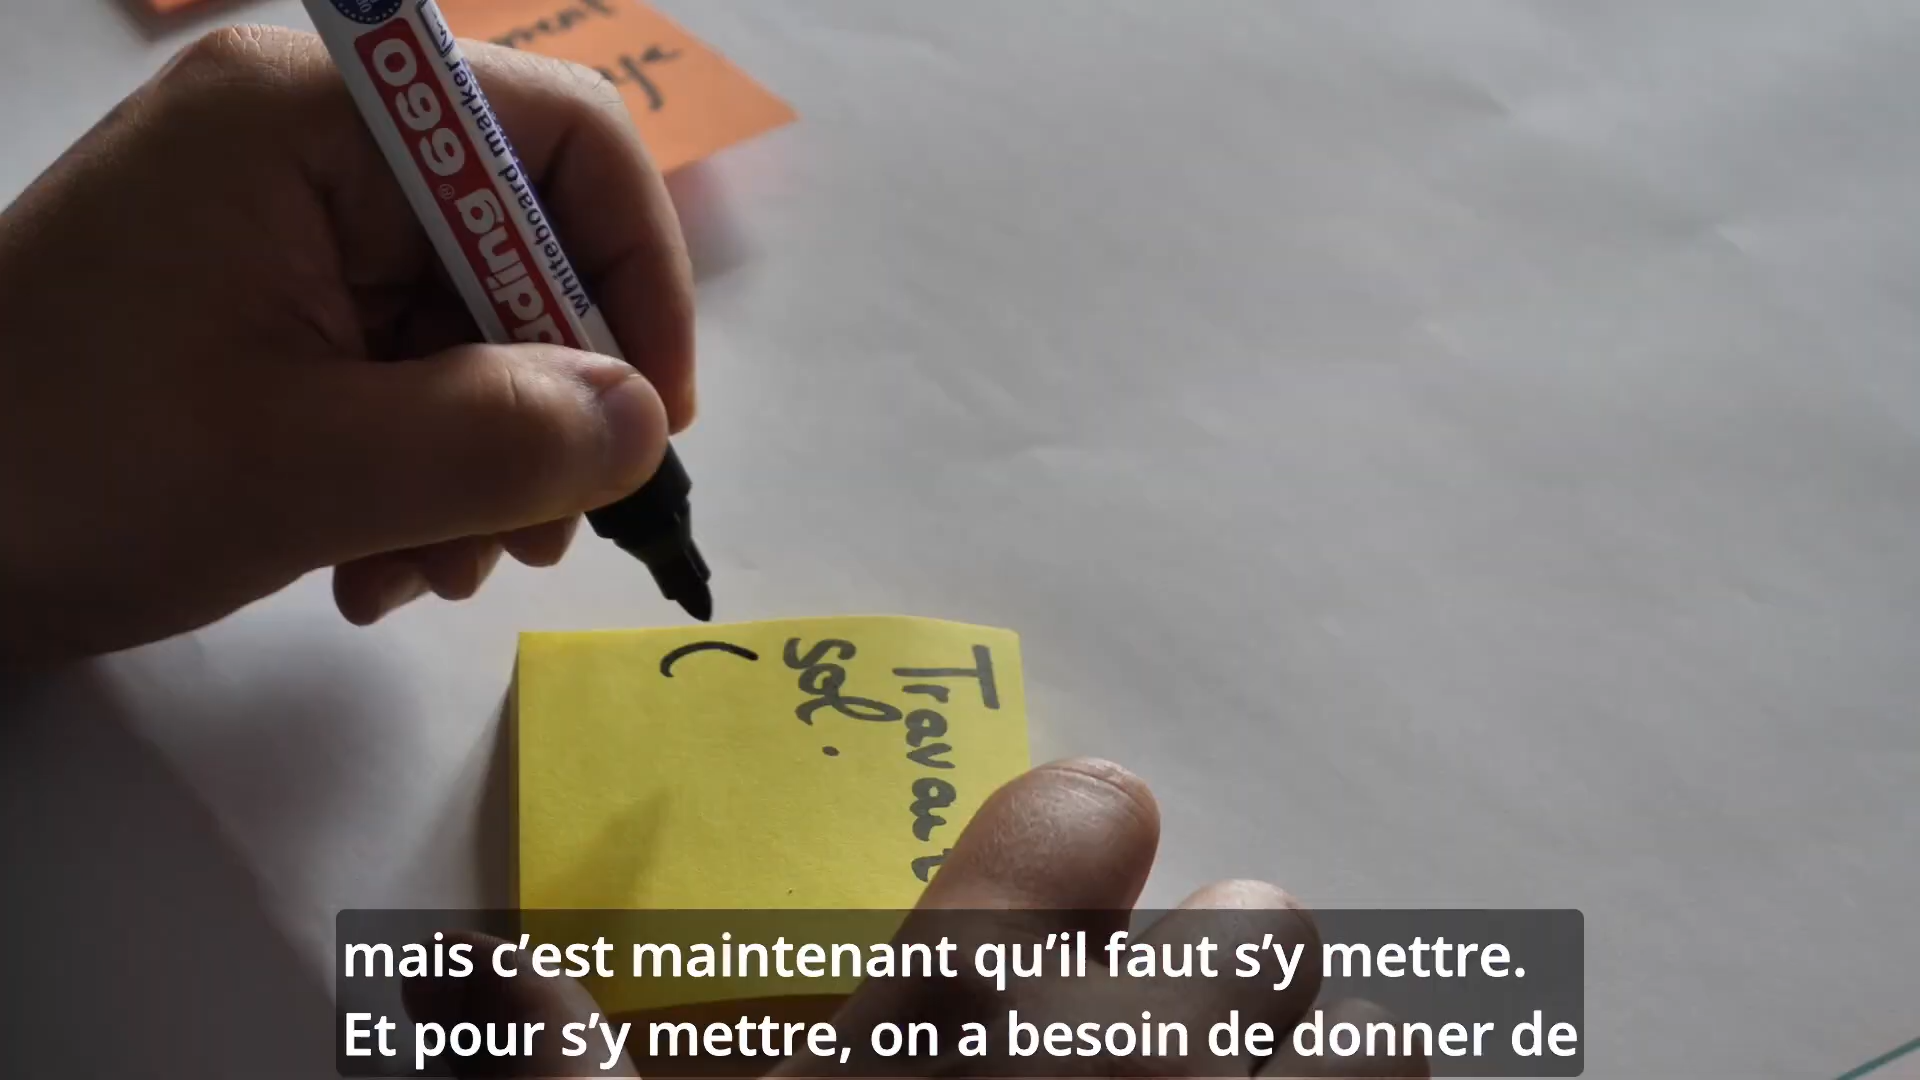 edding 660
whiteboard marker
Travail
sol.
(
mais c’est maintenant qu’il faut s’y mettre.
Et pour s’y mettre, on a besoin de donner de